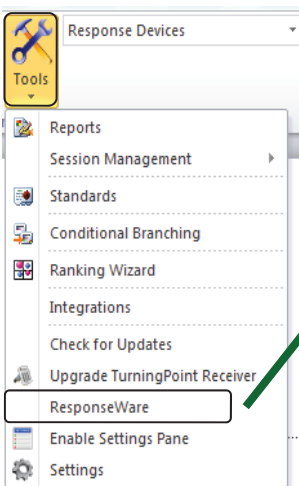 Response Devices
Tools
Reports
Session Management
Standards
Conditional Branching
Ranking Wizard
Integrations
Check for Updates
Upgrade TurningPoint Receiver
ResponseWare
Enable Settings Pane
...
Settings